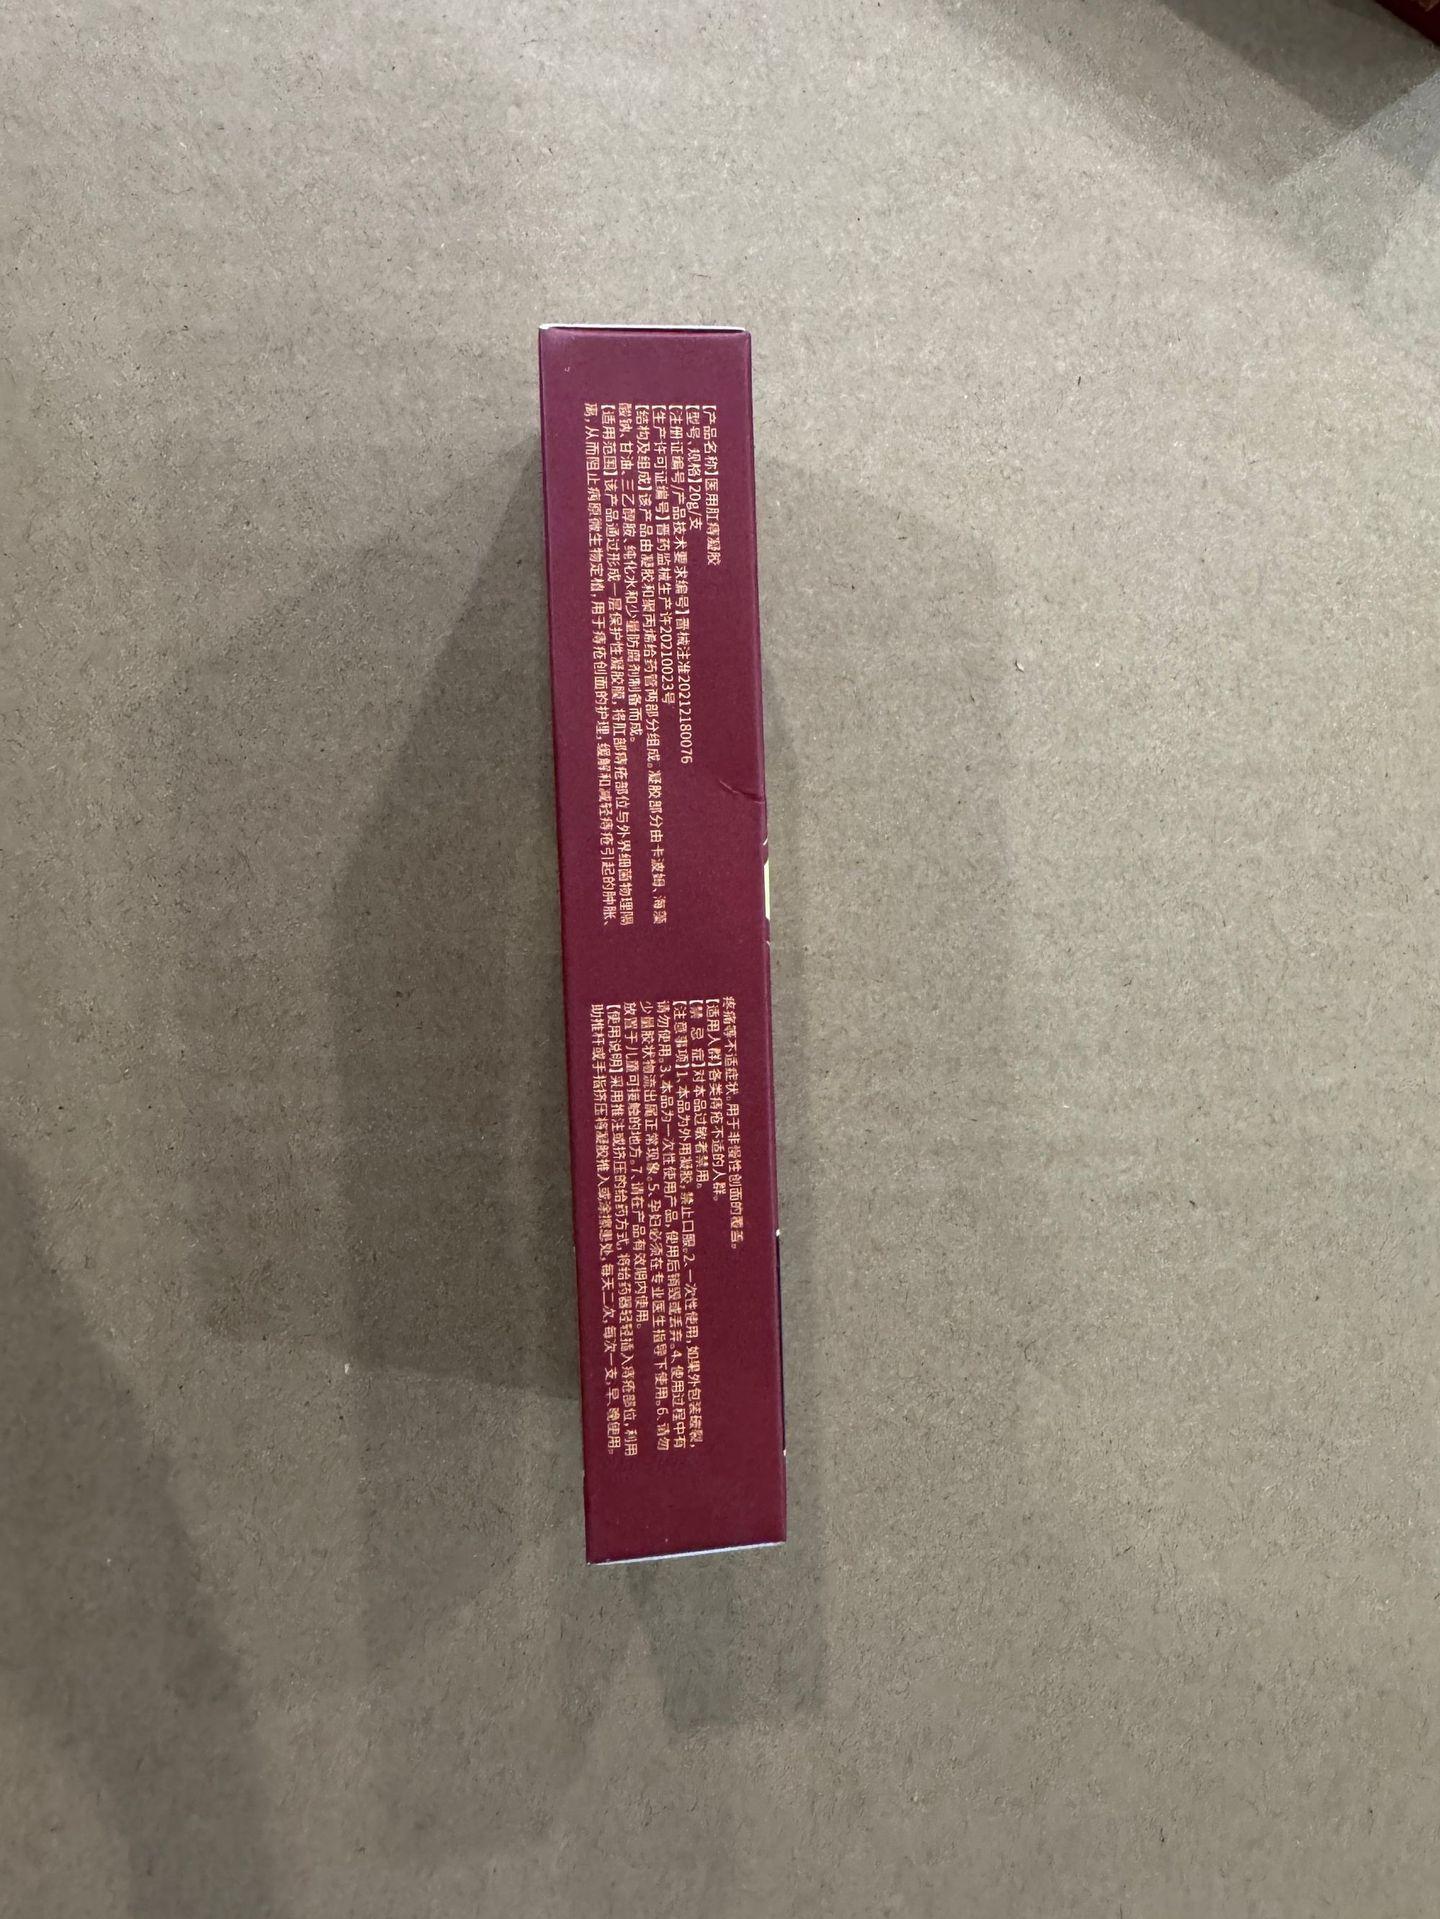 【产品名称】医用肛痔凝胶
【型号、规格】20g/支
【注册证编号/产品技术要求编号】晋械注准20212180076
【生产许可证编号】晋药监械生产许20210023号
【结构及组成】该产品由凝胶和聚丙烯给药管两部分组成。凝胶部分由卡波姆、海藻
酸钠、甘油、三乙醇胺、纯化水和少量防腐剂制备而成。
【适用范围】该产品通过形成一层保护性凝胶膜，将肛部痔疮部位与外界细菌物理隔
离，从而阻止病原微生物定植，用于痔疮创面的护理，缓解和减轻痔疮引起的肿胀、
疼痛等不适症状。用于非慢性创面的覆盖。
【适用人群】各类痔疮不适的人群。
【禁 忌 症】对本品过敏者禁用。
【注意事项】1、本品为外用凝胶，禁止口服。2、一次性使用，如果外包装破裂，
请勿使用。3、本品为一次性使用产品，使用后销毁或丢弃。4、使用过程中有
少量胶状物流出属正常现象。5、孕妇必须在专业医生指导下使用。6、请勿
放置于儿童可接触的地方。7、请在产品有效期内使用。
【使用说明】采用推注或挤压的给药方式，将给药器轻轻插入痔疮部位，利用
助推杆或手指挤压将凝胶推入或涂擦患处，每天二次，每次一支，早、晚使用。